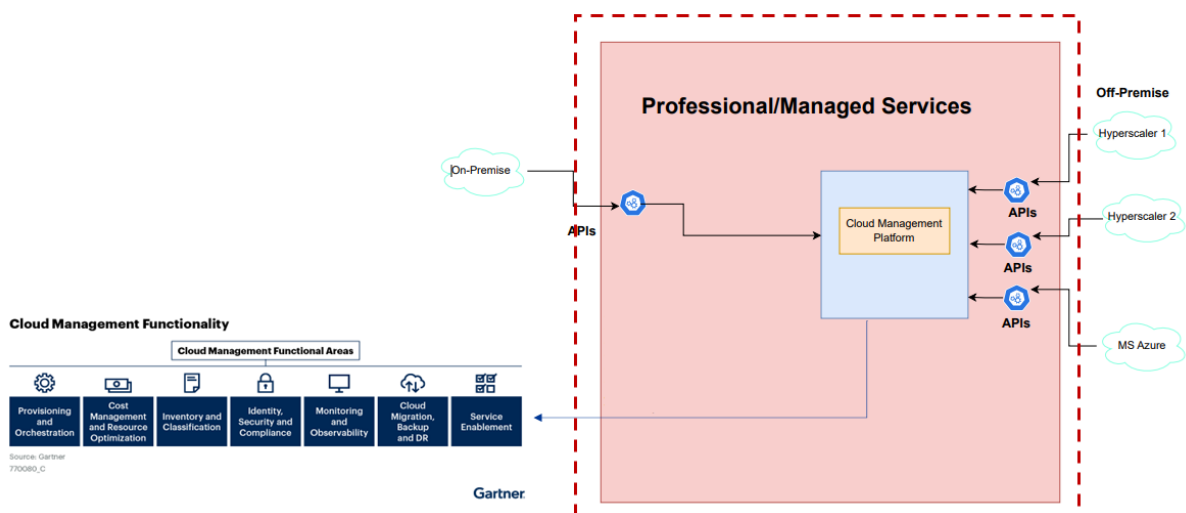 Professional/Managed Services
Off-Premise
Hyperscaler 1
On-Premise
APIs
APIs
Hyperscaler 2
Cloud Management
Platform
APIs
APIs
MS Azure
Cloud Management Functionality
Cloud Management Functional Areas
Provisioning
and
Orchestration
Cost
Management
and Resource
Optimization
Inventory and
Classification
Identity,
Security and
Compliance
Monitoring
and
Observability
Cloud
Migration,
Backup
and DR
Service
Enablement
Source: Gartner
770080_C
Gartner